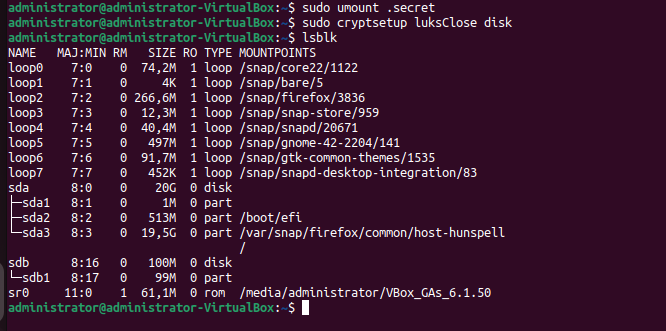 administrator@administrator-VirtualBox:~$ sudo umount .secret
administrator@administrator-VirtualBox:~$ sudo cryptsetup luksClose disk
administrator@administrator-VirtualBox:~$ lsblk
NAME   MAJ:MIN RM   SIZE RO TYPE MOUNTPOINTS
loop0    7:0    0  74,2M  1 loop /snap/core22/1122
loop1    7:1    0     4K  1 loop /snap/bare/5
loop2    7:2    0 266,6M  1 loop /snap/firefox/3836
loop3    7:3    0  12,3M  1 loop /snap/snap-store/959
loop4    7:4    0  40,4M  1 loop /snap/snapd/20671
loop5    7:5    0   497M  1 loop /snap/gnome-42-2204/141
loop6    7:6    0  91,7M  1 loop /snap/gtk-common-themes/1535
loop7    7:7    0   452K  1 loop /snap/snapd-desktop-integration/83
sda      8:0    0    20G  0 disk
├─sda1   8:1    0     1M  0 part
├─sda2   8:2    0   513M  0 part /boot/efi
└─sda3   8:3    0  19,5G  0 part /var/snap/firefox/common/host-hunspell
                                 /
sdb      8:16   0   100M  0 disk
└─sdb1   8:17   0    99M  0 part
sr0     11:0    1  61,1M  0 rom  /media/administrator/VBox_GAs_6.1.50
administrator@administrator-VirtualBox:~$